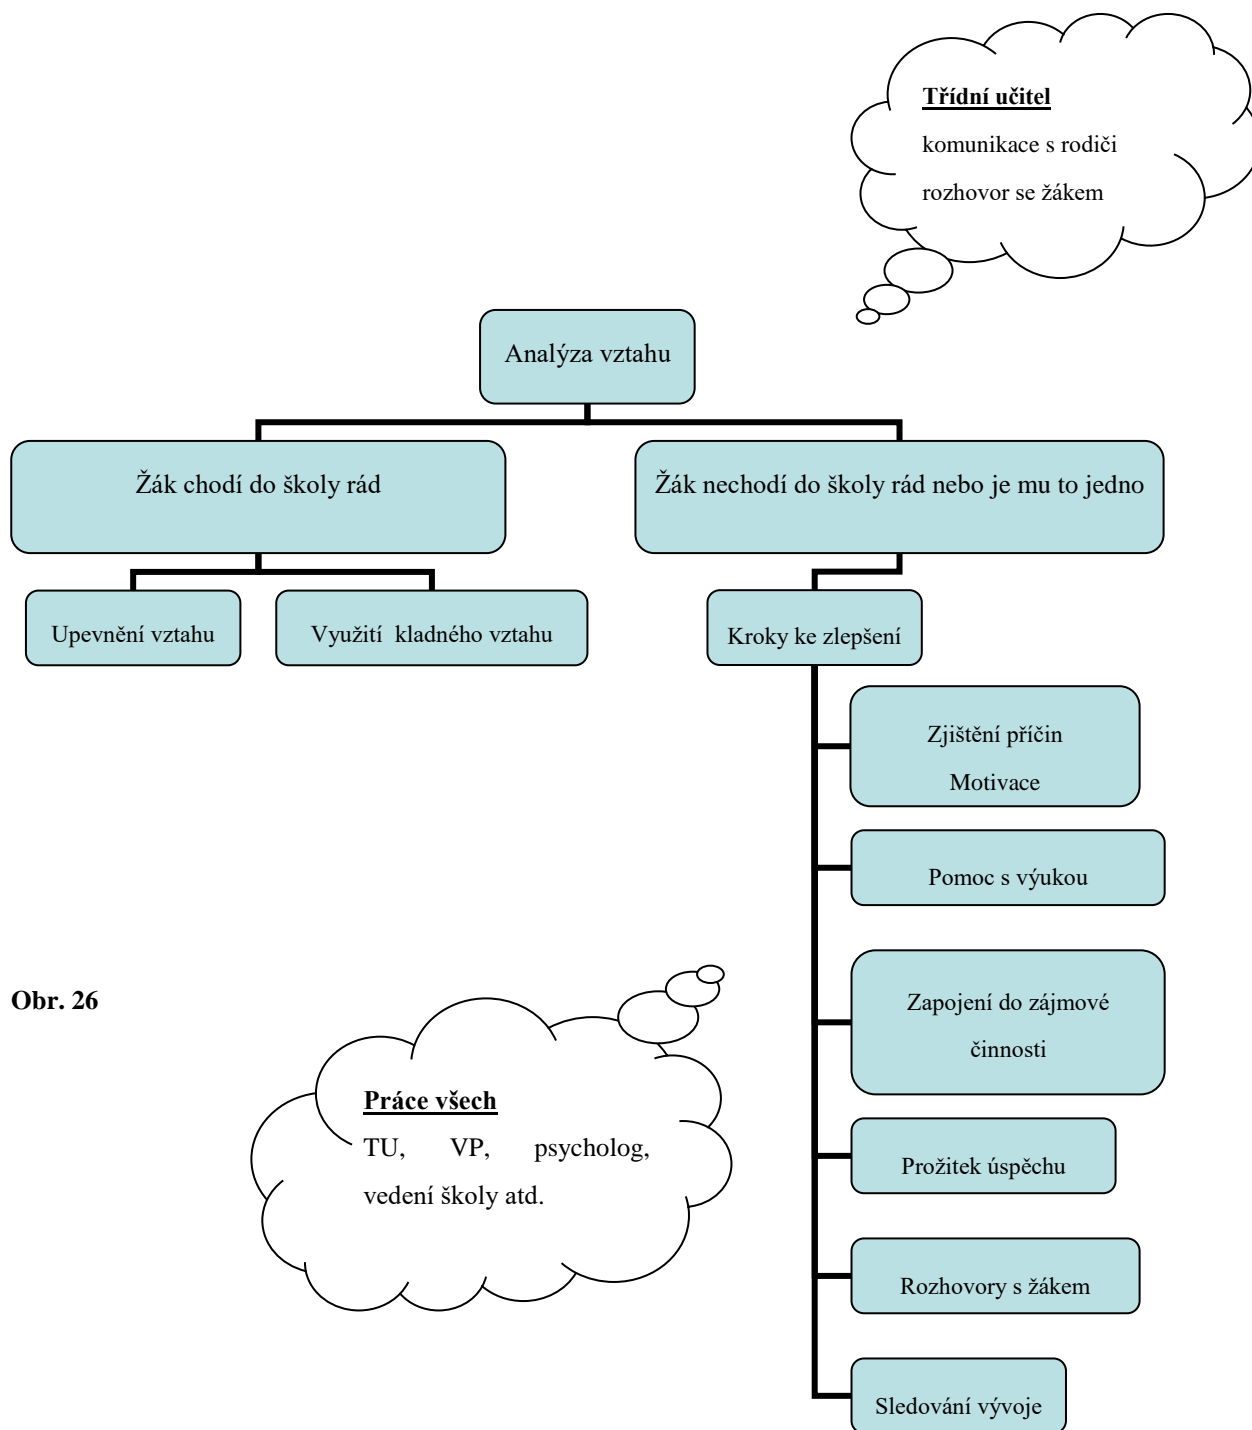 Třídní učitel
komunikace s rodiči
rozhovor se žákem
Analýza vztahu
Žák chodí do školy rád
Žák nechodí do školy rád nebo je mu to jedno
Upevnění vztahu
Využití kladného vztahu
Kroky ke zlepšení
Zjištění příčin
Motivace
Pomoc s výukou
Zapojení do zájmové
činnosti
Obr. 26
Práce všech
TU, VP, psycholog,
vedení školy atd.
Prožitek úspěchu
Rozhovory s žákem
Sledování vývoje